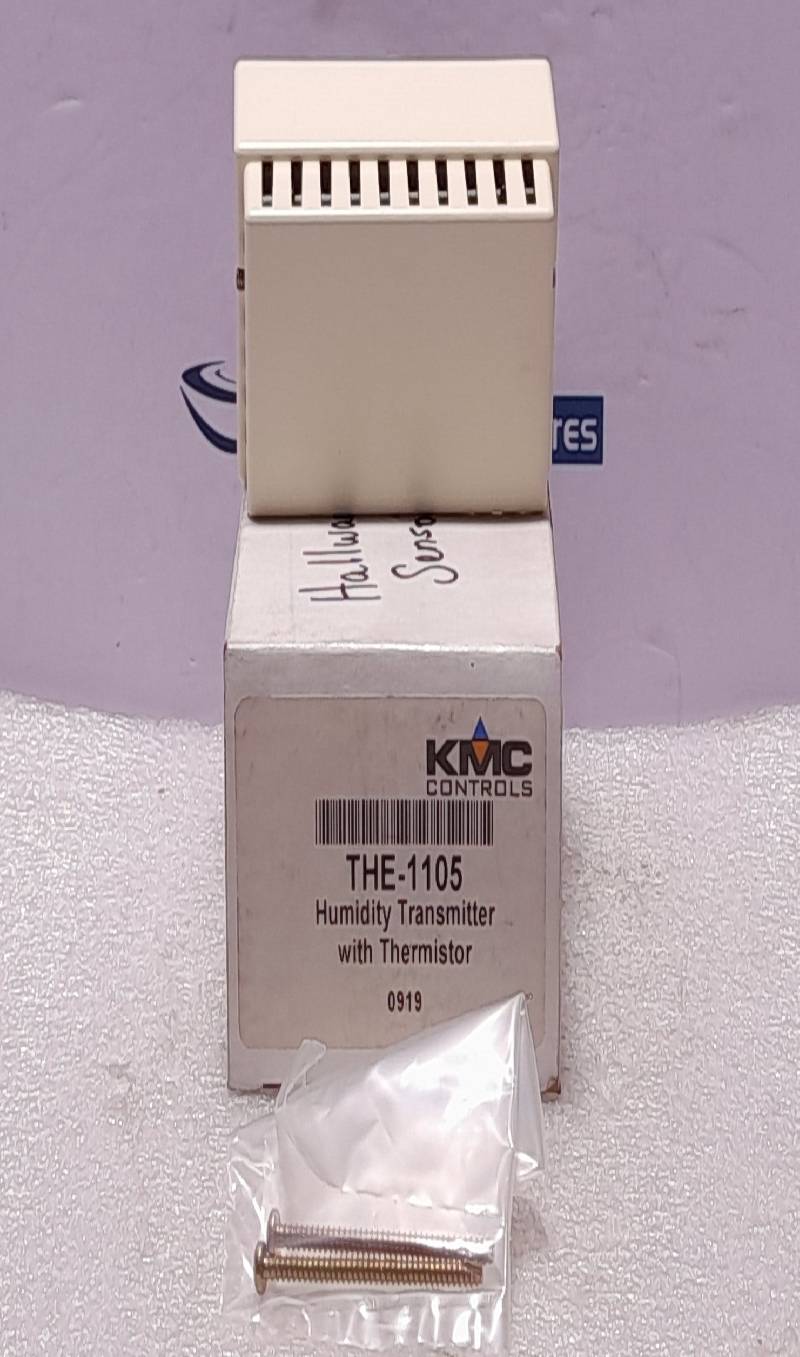 KMC
CONTROLS
THE-1105
Humidity Transmitter
with Thermistor
0919